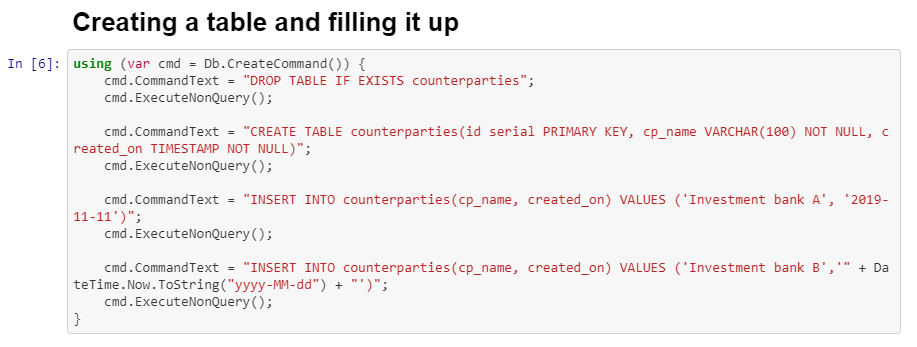 Creating a table and filling it up
In [6]: using (var cmd = Db.CreateCommand()) {
    cmd.CommandText = "DROP TABLE IF EXISTS counterparties";
    cmd.ExecuteNonQuery();

    cmd.CommandText = "CREATE TABLE counterparties(id serial PRIMARY KEY, cp_name VARCHAR(100) NOT NULL, c
reated_on TIMESTAMP NOT NULL)";
    cmd.ExecuteNonQuery();

    cmd.CommandText = "INSERT INTO counterparties(cp_name, created_on) VALUES ('Investment bank A', '2019-
11-11')";
    cmd.ExecuteNonQuery();

    cmd.CommandText = "INSERT INTO counterparties(cp_name, created_on) VALUES ('Investment bank B','" + Da
teTime.Now.ToString("yyyy-MM-dd") + "')";
    cmd.ExecuteNonQuery();
}